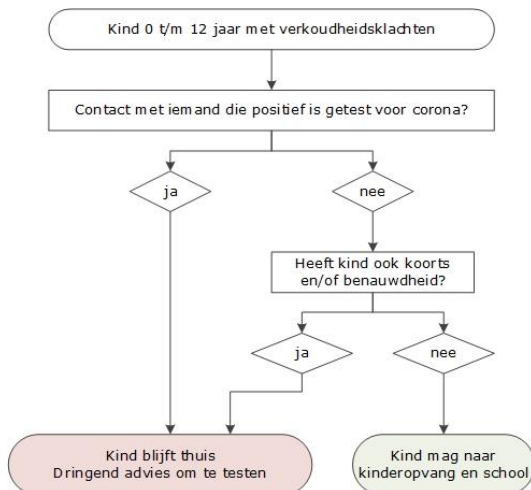 Kind 0 t/m 12 jaar met verkoudheidsklachten
Contact met iemand die positief is getest voor corona?
ja
nee
Heeft kind ook koorts
en/of benauwdheid?
ja
nee
Kind blijft thuis
Dringend advies om te testen
Kind mag naar
kinderopvang en school